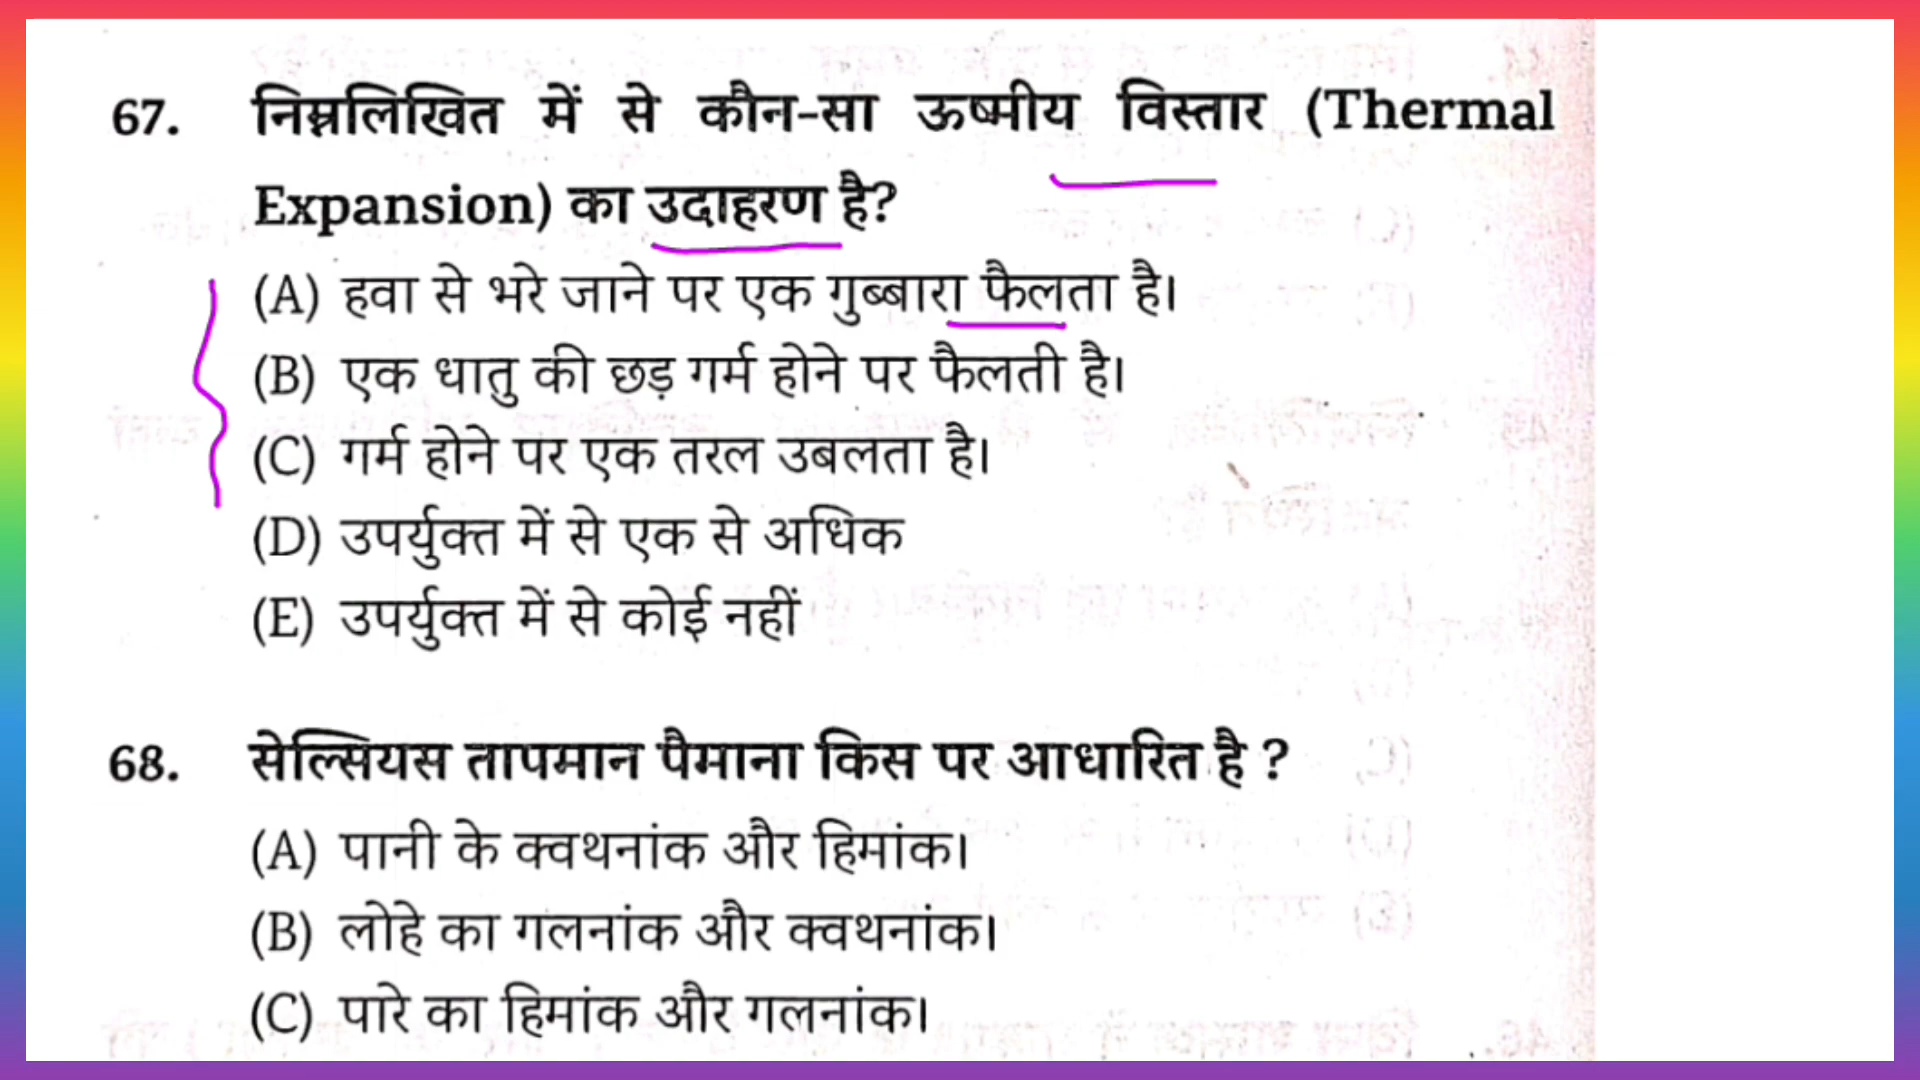 67. निम्नलिखित में से कौन-सा ऊष्मीय विस्तार (Thermal
Expansion) का उदाहरण है?
(A) हवा से भरे जाने पर एक गुब्बारा फैलता है।
(B) एक धातु की छड़ गर्म होने पर फैलती है।
(C) गर्म होने पर एक तरल उबलता है।
(D) उपर्युक्त में से एक से अधिक
(E) उपर्युक्त में से कोई नहीं
68. सेल्सियस तापमान पैमाना किस पर आधारित है ?
(A) पानी के क्वथनांक और हिमांक।
(B) लोहे का गलनांक और क्वथनांक।
(C) पारे का हिमांक और गलनांक।